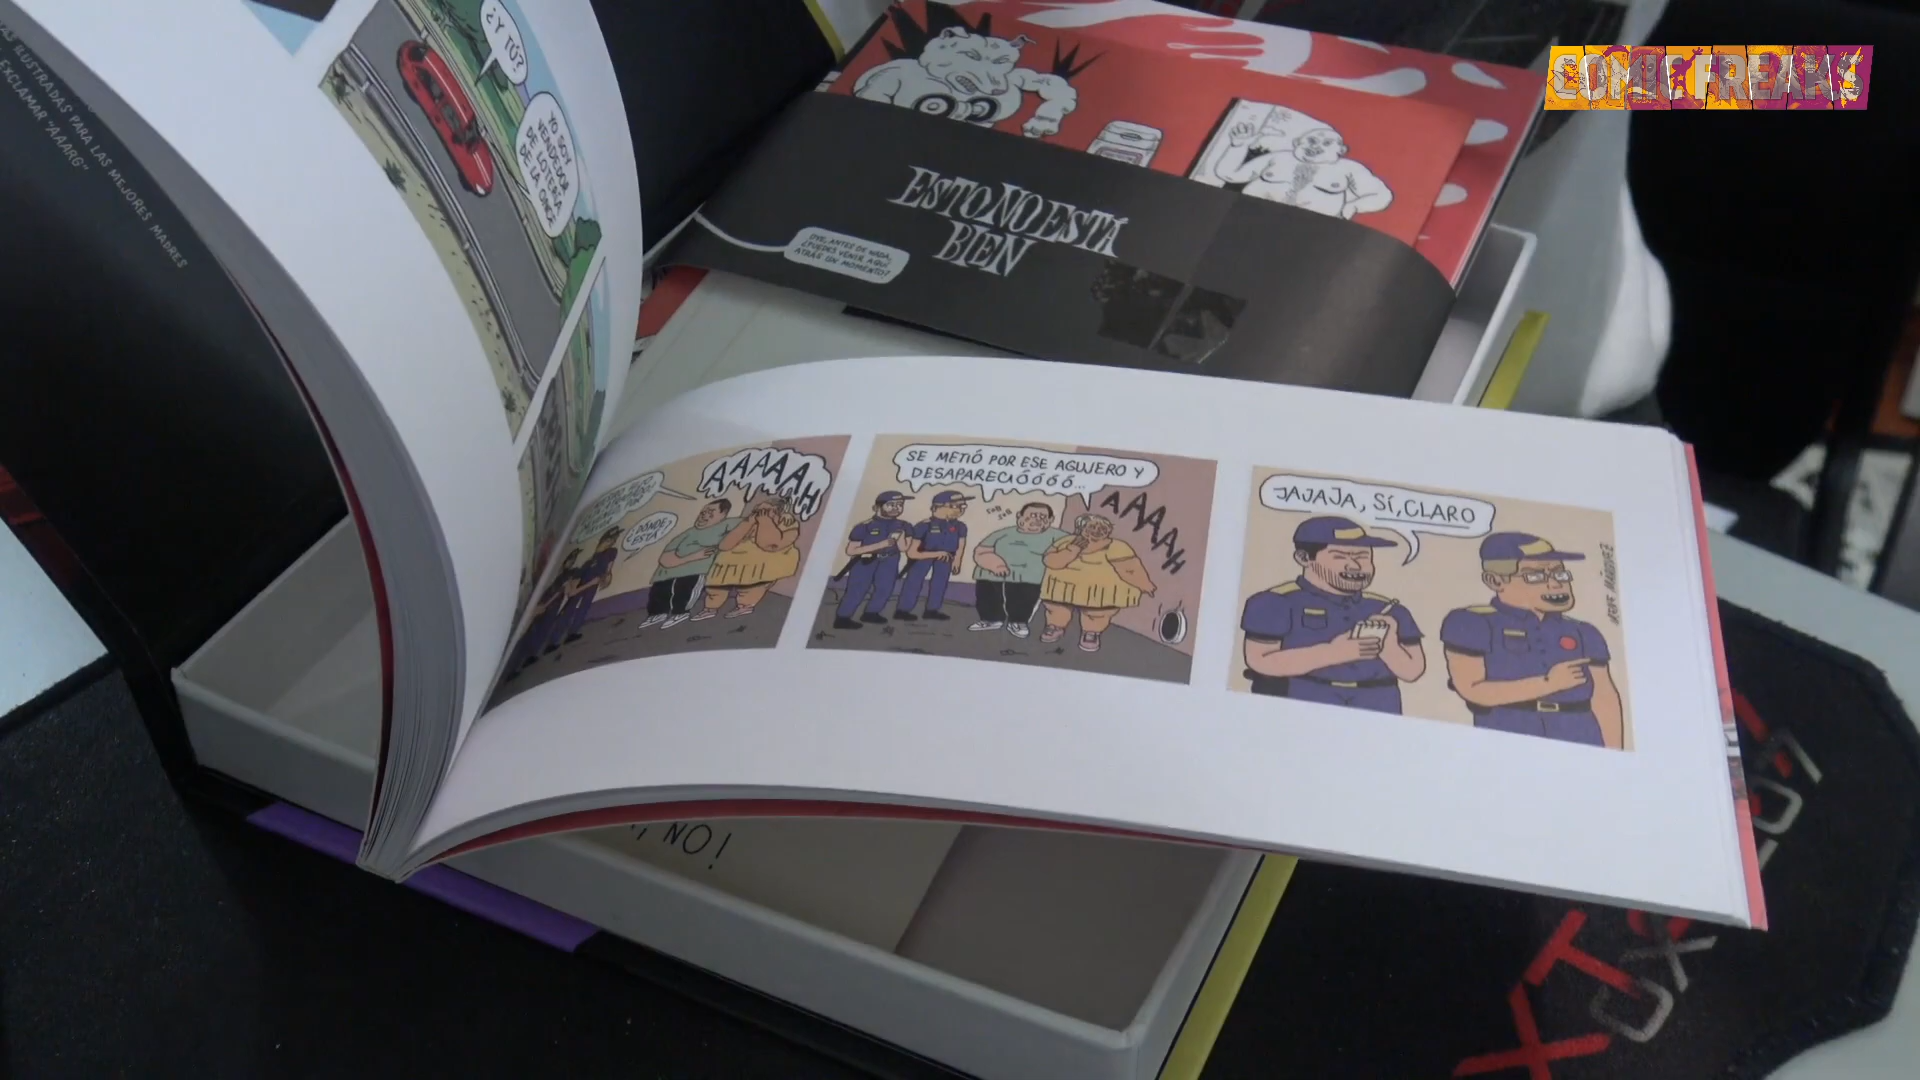 COMIC FREAKS
AS ILUSTRADAS PARA LAS MEJORES MADRES
EXCLAMAR "AAARG"
¿Y TÚ?
YO SOY
VENDEDOR
DE LOTERÍA
DE LA ONCE
ESTO NO ESTÁ
BIEN
OYE, ANTES DE NADA,
¿PUEDES VENIR AQUÍ
ATRÁS UN MOMENTO?
AAAAAH
¿DÓNDE
ESTÁ?
SE METIÓ POR ESE AGUJERO Y
DESAPARECIÓÓÓÓÓ...
AAAAH
JAJAJA, SÍ, CLARO
NO!